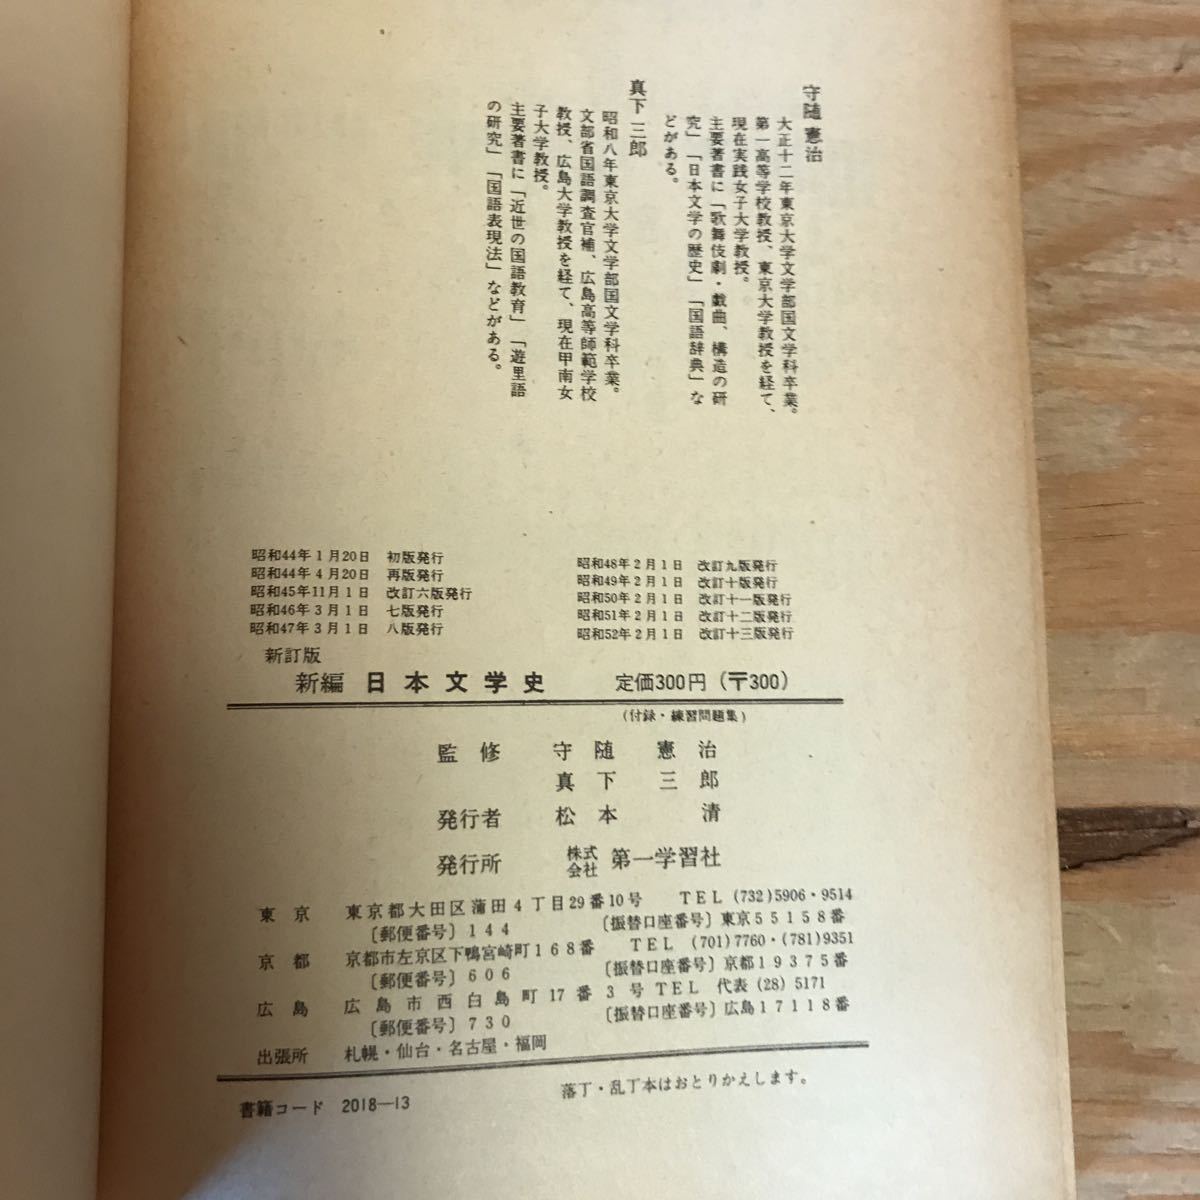 守随 憲治
大正十二年東京大学文学部国文学科卒業。
第一高等学校教授、東京大学教授を経て、
現在実践女子大学教授。
主要著書に「歌舞伎劇・戯曲、構造の研
究」「日本文学の歴史」「国語辞典」な
どがある。
真下 三郎
昭和八年東京大学文学部国文学科卒業。
文部省国語調査官補、広島高等師範学校
教授、広島大学教授を経て、現在甲南女
子大学教授。
主要著書に「近世の国語教育」「遊里語
の研究」「国語表現法」などがある。
昭和44年1月20日 初版発行
昭和44年4月20日 再版発行
昭和45年11月1日 改訂六版発行
昭和46年3月1日 七版発行
昭和47年3月1日 八版発行
昭和48年2月1日 改訂九版発行
昭和49年2月1日 改訂十版発行
昭和50年2月1日 改訂十一版発行
昭和51年2月1日 改訂十二版発行
昭和52年2月1日 改訂十三版発行
新訂版
新編 日本文学史 定価300円(〒300)
(付録・練習問題集)
監修 守随 憲治
真下 三郎
発行者 松本 清
発行所 株式会社 第一学習社
東京 東京都大田区蒲田4丁目29番10号 TEL (732)5906・9514
〔郵便番号〕144 〔振替口座番号〕東京55158番
京都 京都市左京区下鴨宮崎町168番 TEL (701)7760・(781)9351
〔郵便番号〕606 〔振替口座番号〕京都19375番
広島 広島市西白島町17番3号 TEL 代表(28)5171
〔郵便番号〕730 〔振替口座番号〕広島17118番
出張所 札幌・仙台・名古屋・福岡
落丁・乱丁本はおとりかえします。
書籍コード 2018—13